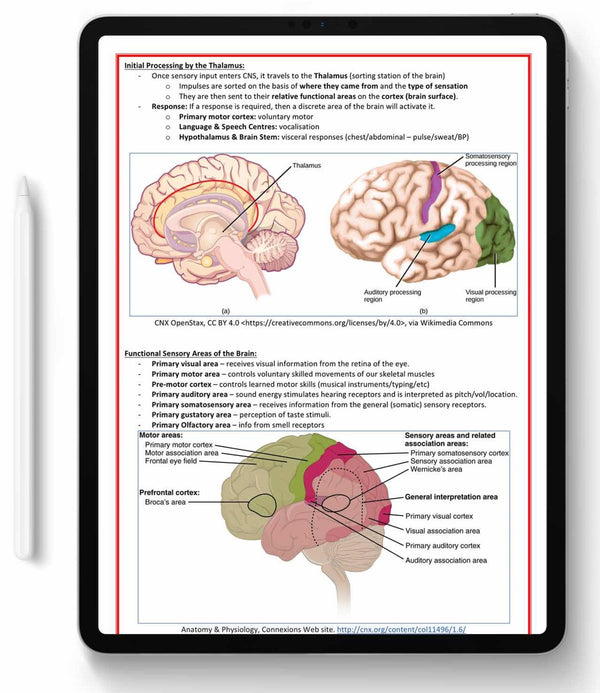 Initial Processing by the Thalamus:
- Once sensory input enters CNS, it travels to the Thalamus (sorting station of the brain)
o Impulses are sorted on the basis of where they came from and the type of sensation
o They are then sent to their relative functional areas on the cortex (brain surface).
- Response: If a response is required, then a discrete area of the brain will activate it.
o Primary motor cortex: voluntary motor
o Language & Speech Centres: vocalisation
o Hypothalamus & Brain Stem: visceral responses (chest/abdominal – pulse/sweat/BP)
Thalamus
(a)
Somatosensory
processing region
Auditory processing
region
Visual processing
region
(b)
CNX OpenStax, CC BY 4.0 <https://creativecommons.org/licenses/by/4.0>, via Wikimedia Commons
Functional Sensory Areas of the Brain:
- Primary visual area – receives visual information from the retina of the eye.
- Primary motor area – controls voluntary skilled movements of our skeletal muscles
- Pre-motor cortex – controls learned motor skills (musical instruments/typing/etc)
- Primary auditory area – sound energy stimulates hearing receptors and is interpreted as pitch/vol/location.
- Primary somatosensory area – receives information from the general (somatic) sensory receptors.
- Primary gustatory area – perception of taste stimuli.
- Primary Olfactory area – info from smell receptors
Motor areas:
Primary motor cortex
Motor association area
Frontal eye field
Prefrontal cortex:
Broca's area
Sensory areas and related
association areas:
Primary somatosensory cortex
Sensory association area
Wernicke's area
General interpretation area
Primary visual cortex
Visual association area
Primary auditory cortex
Auditory association area
Anatomy & Physiology, Connexions Web site. http://cnx.org/content/col11496/1.6/